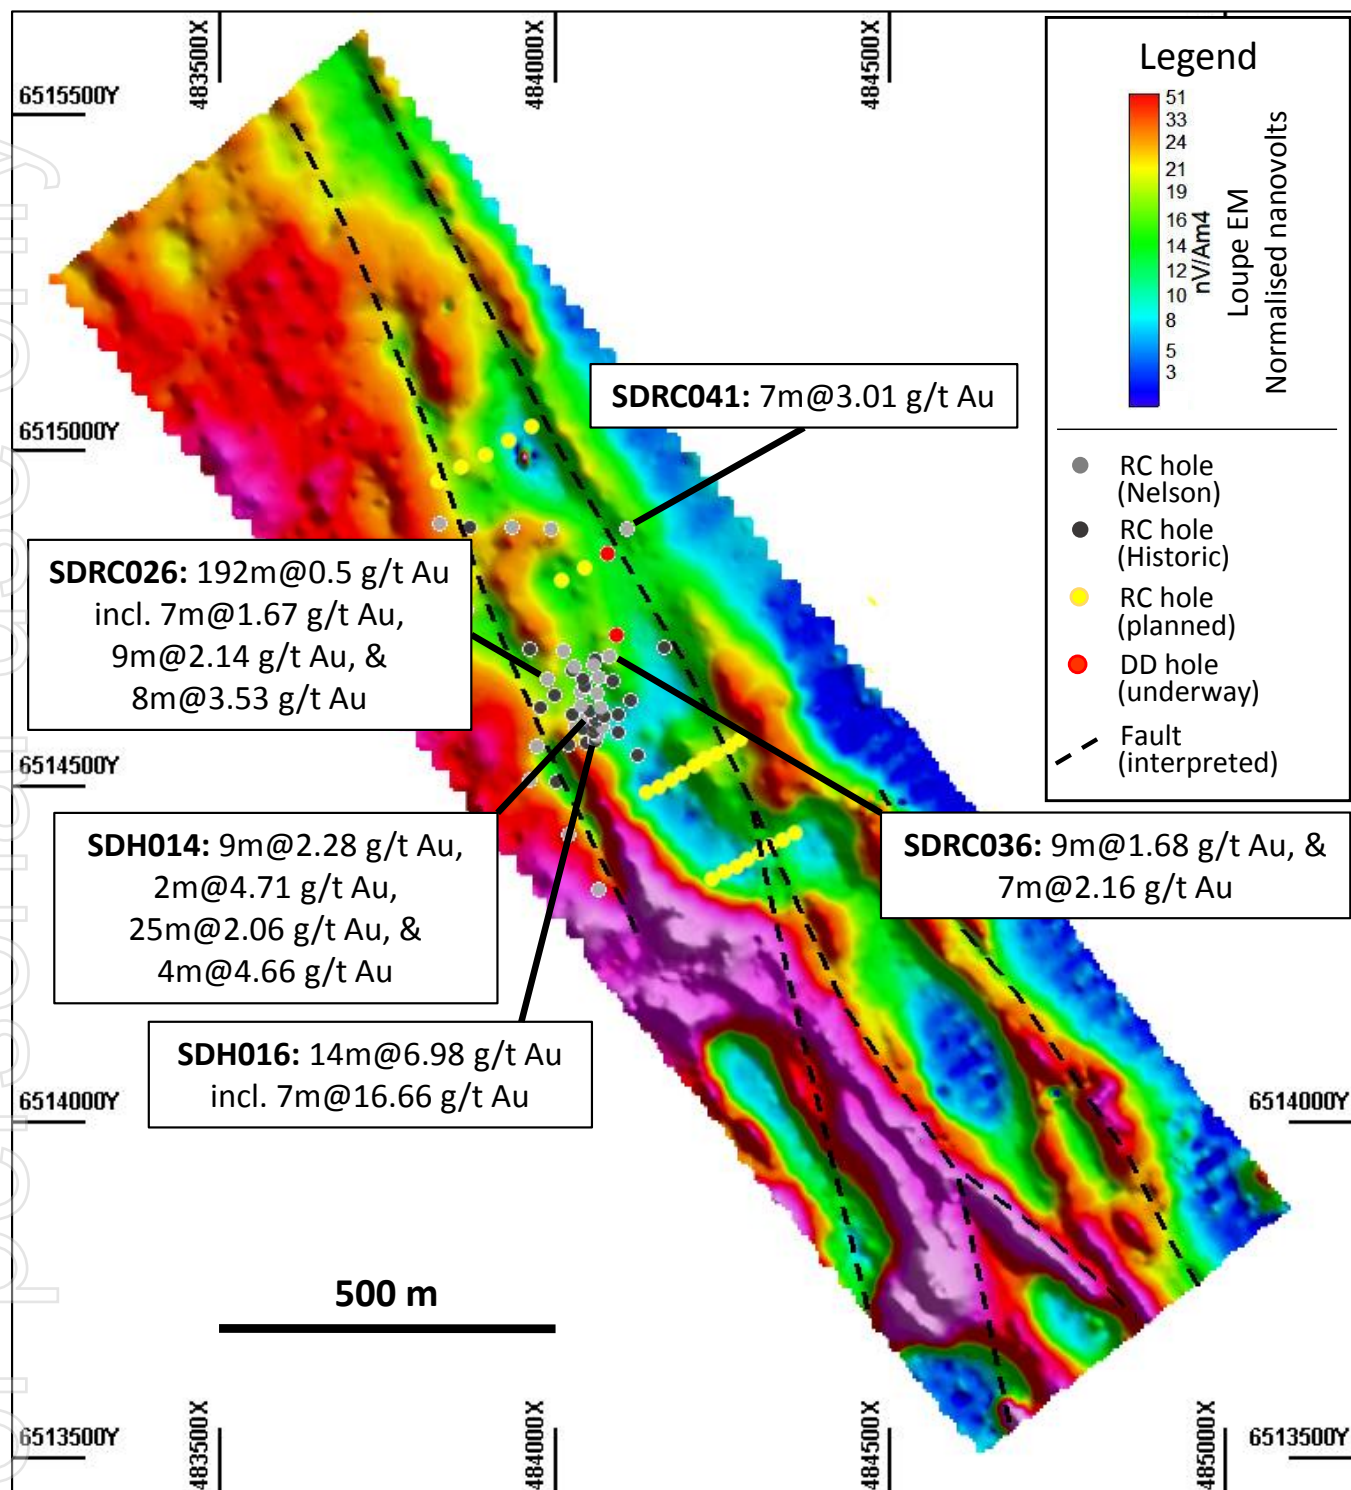 483500X
484000X
484500X
6515500Y
Legend
51
33
24
21
19
16
14
12
10
8
5
3
nV/Am4
Loupe EM
Normalised nanovolts
RC hole
(Nelson)
RC hole
(Historic)
RC hole
(planned)
DD hole
(underway)
Fault
(interpreted)
SDRC041: 7m@3.01 g/t Au
6515000Y
SDRC026: 192m@0.5 g/t Au
incl. 7m@1.67 g/t Au,
9m@2.14 g/t Au, &
8m@3.53 g/t Au
6514500Y
SDH014: 9m@2.28 g/t Au,
2m@4.71 g/t Au,
25m@2.06 g/t Au, &
4m@4.66 g/t Au
SDRC036: 9m@1.68 g/t Au, &
7m@2.16 g/t Au
SDH016: 14m@6.98 g/t Au
incl. 7m@16.66 g/t Au
6514000Y
6514000Y
500 m
6513500Y
6513500Y
483500X
484000X
484500X
485000X